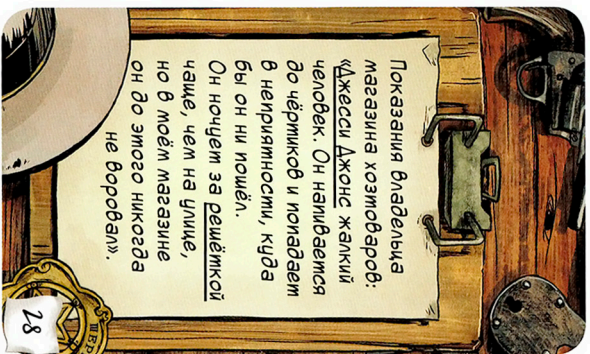 Показания владельца
магазина хозтоваров:
«Джесси Джонс жалкий
человек. Он напивается
до чёртиков и попадает
в неприятности, куда
бы он ни пошёл.
Он ночует за решёткой
чаще, чем на улице,
но в моём магазине
он до этого никогда
не воровал».
ШЕР
28